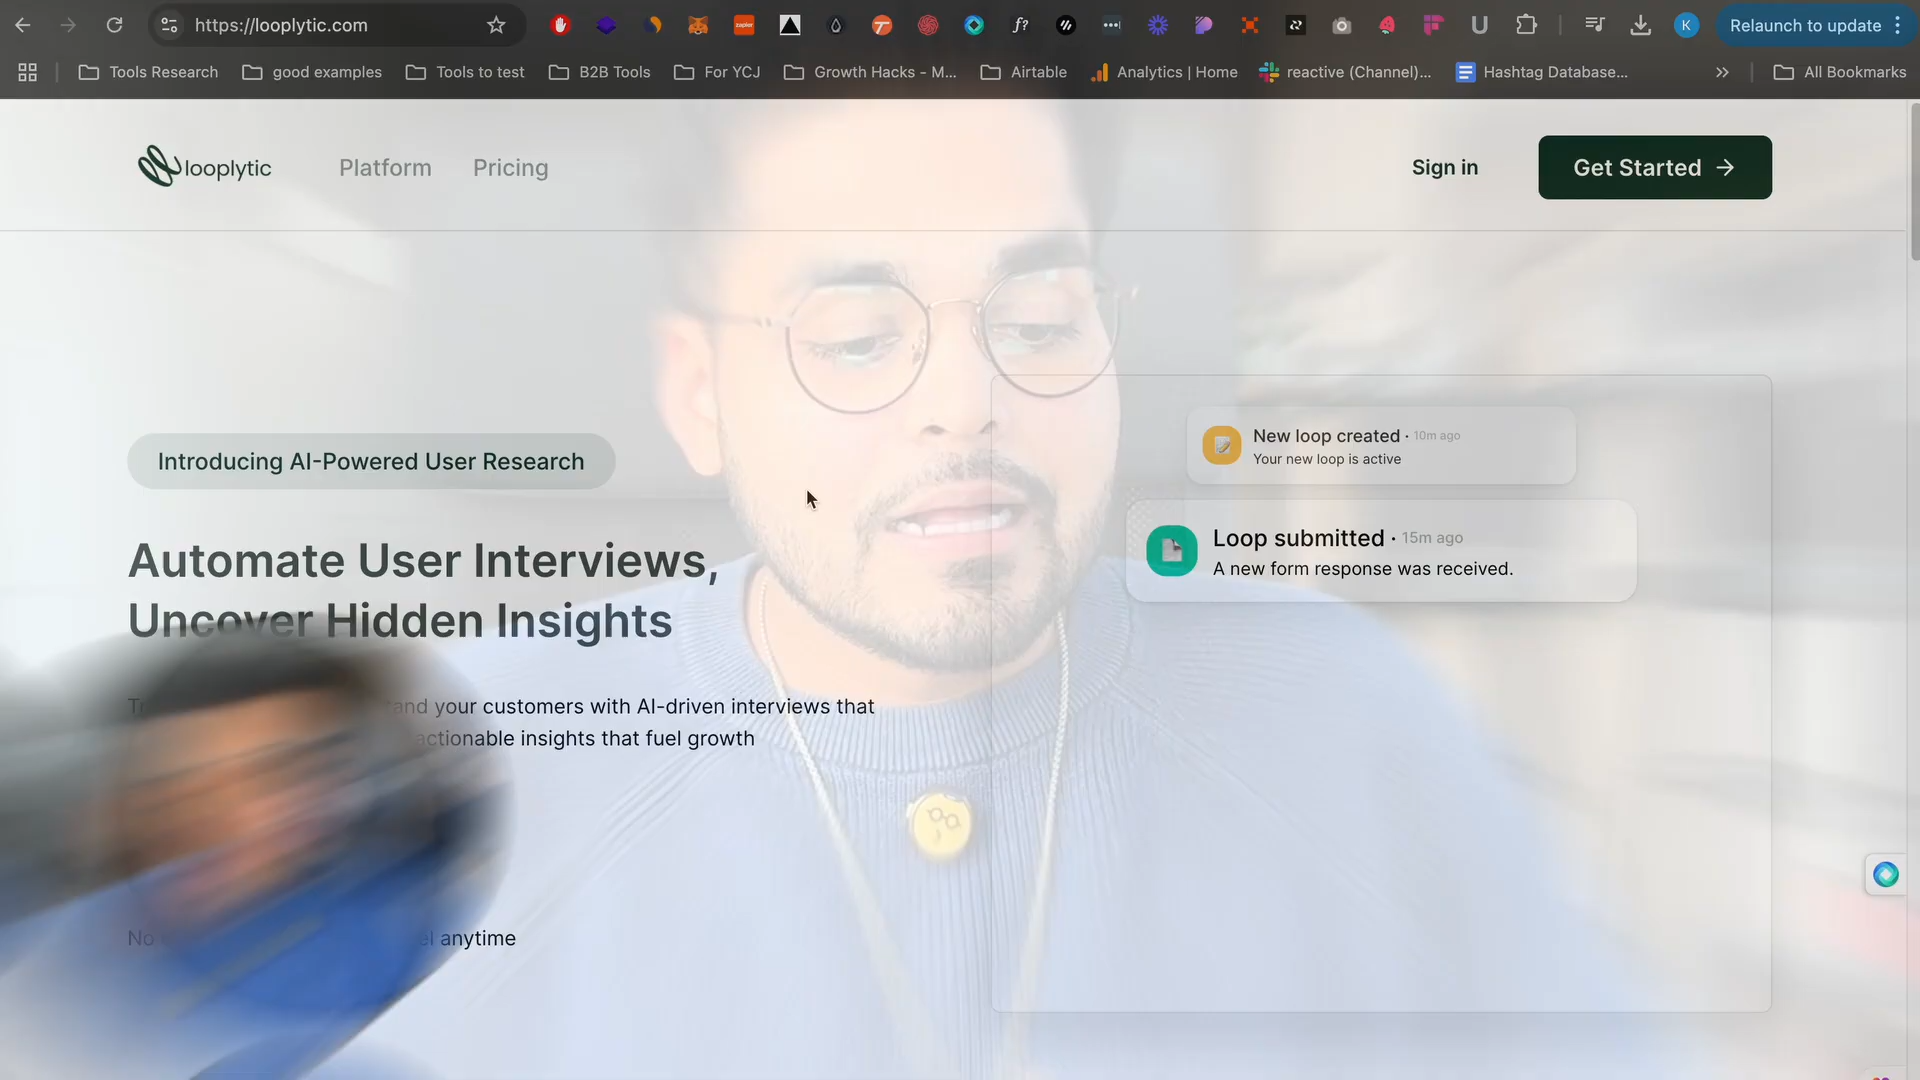 https://looplytic.com
Relaunch to update
Tools Research
good examples
Tools to test
B2B Tools
For YCJ
Growth Hacks - M...
Airtable
Analytics | Home
reactive (Channel)...
Hashtag Database...
All Bookmarks
looplytic
Platform
Pricing
Sign in
Get Started →
Introducing AI-Powered User Research
Automate User Interviews,
Uncover Hidden Insights
your customers with AI-driven interviews that
actionable insights that fuel growth
No
anytime
New loop created · 10m ago
Your new loop is active
Loop submitted · 15m ago
A new form response was received.